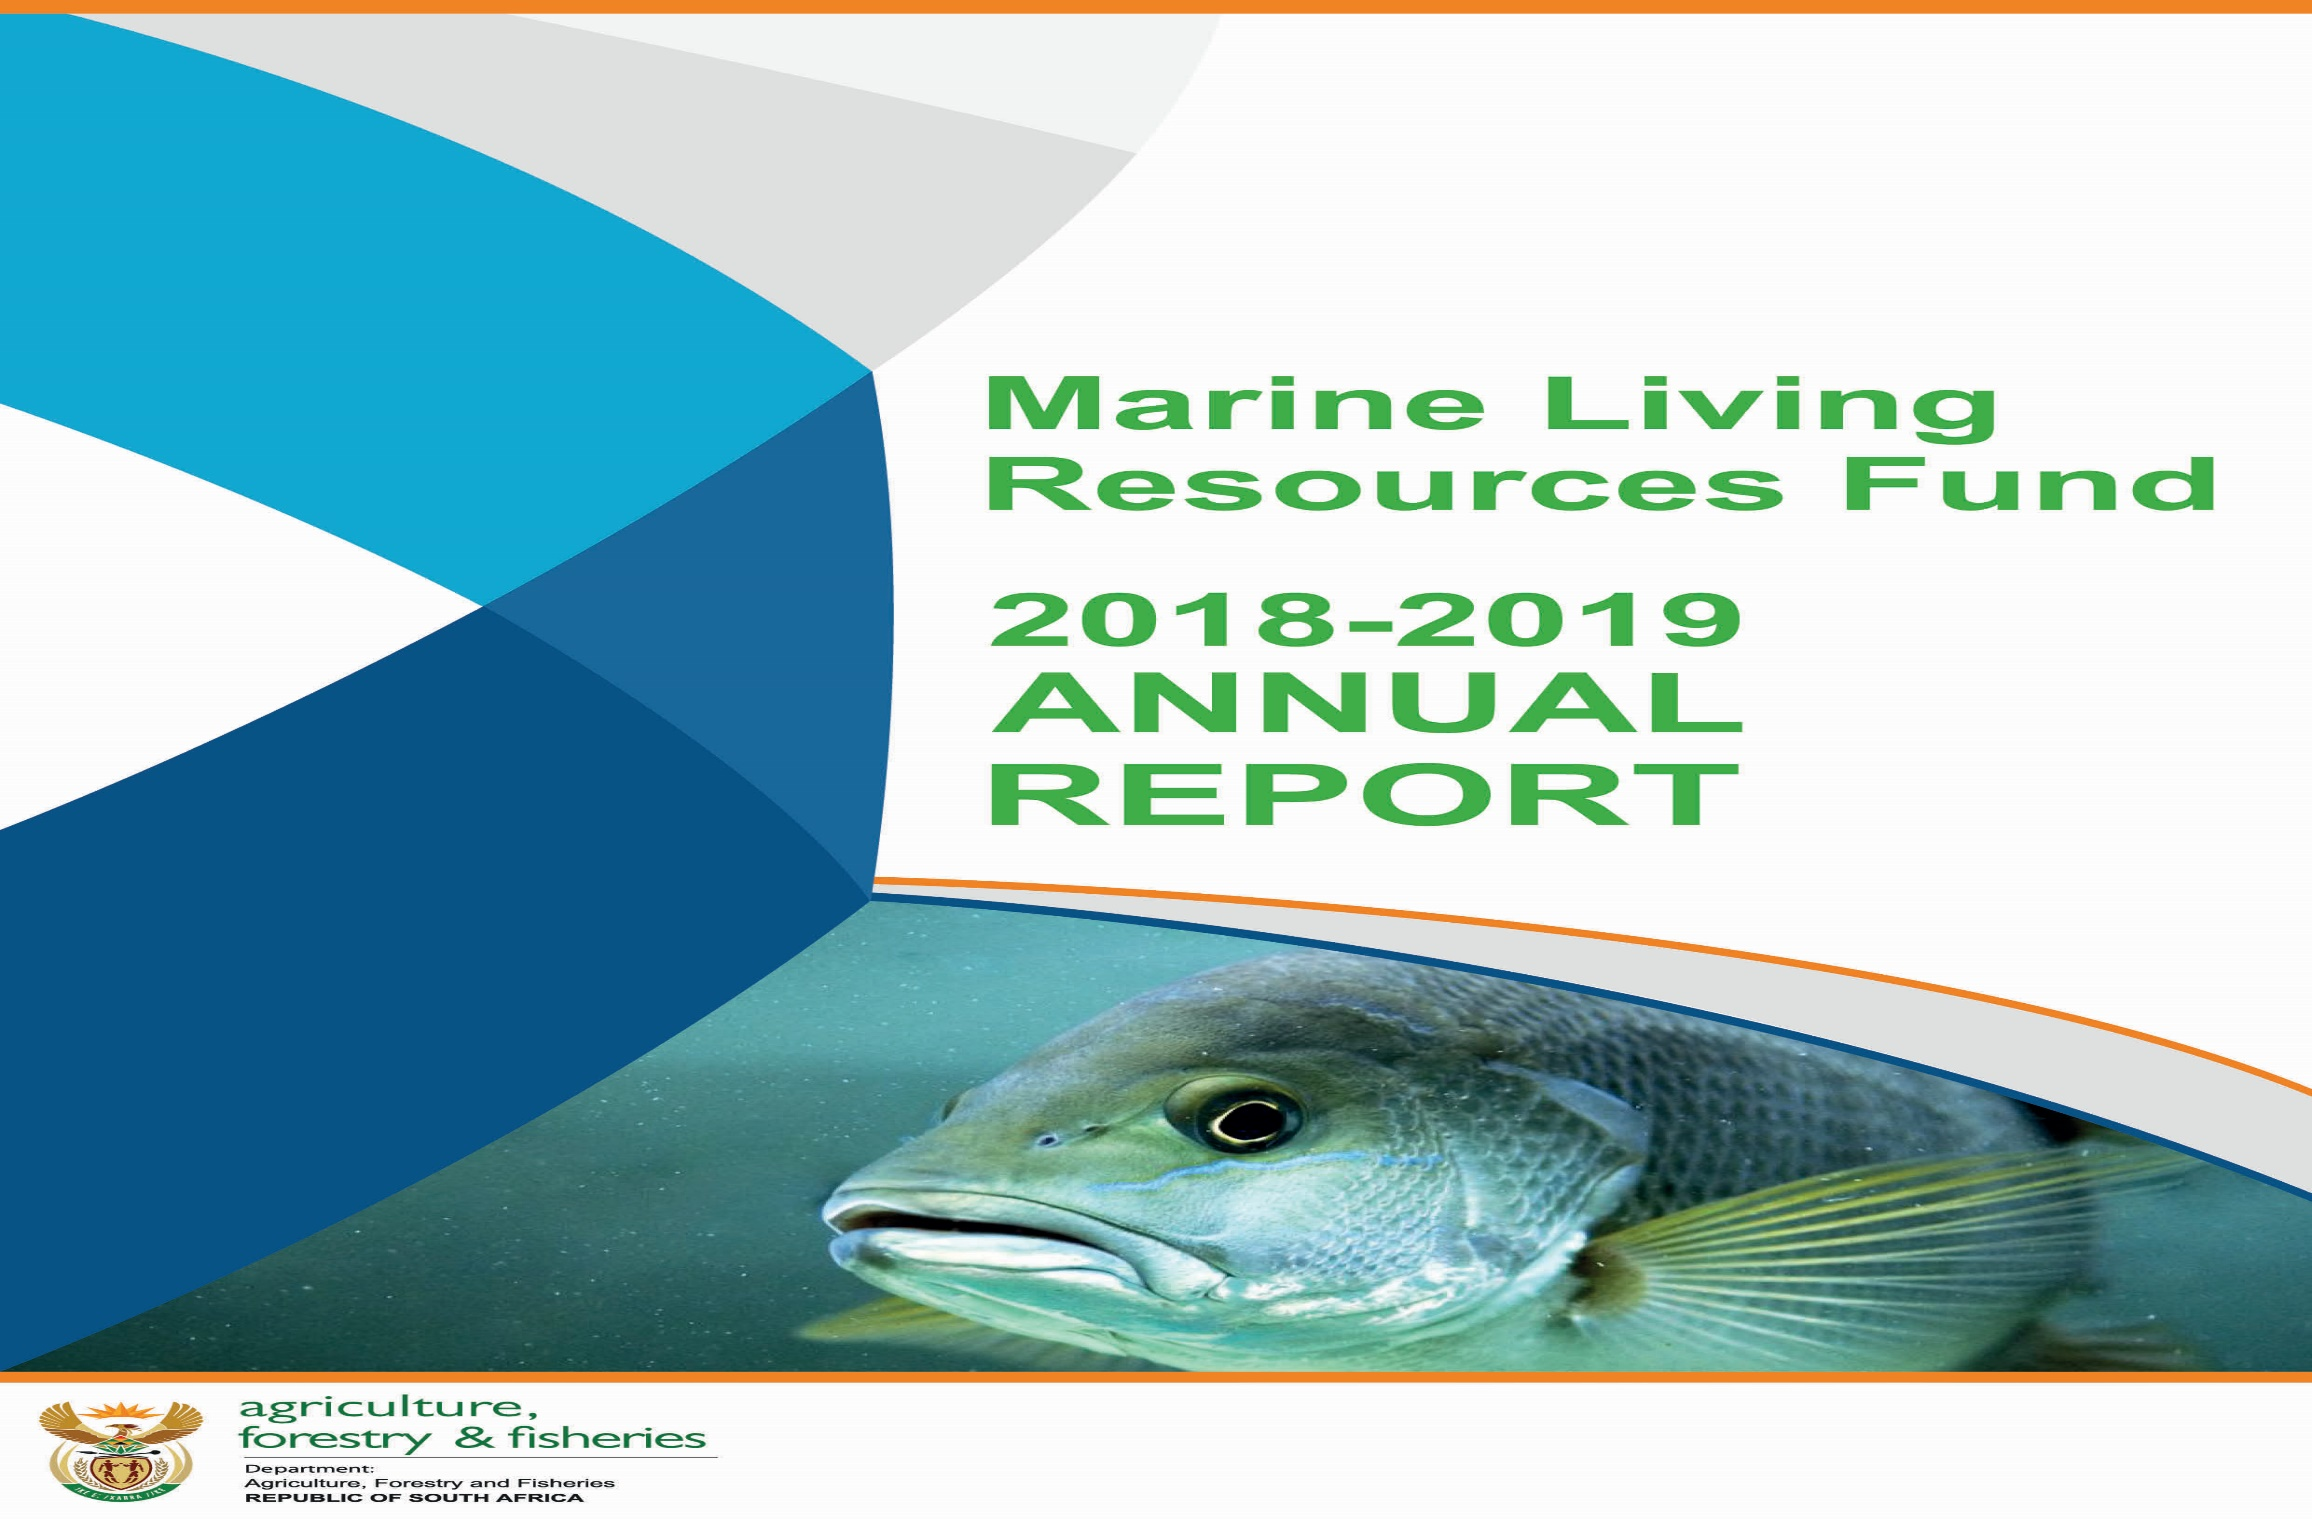 Marine Living
Resources Fund
2018-2019
ANNUAL
REPORT
agriculture,
forestry & fisheries
Department:
Agriculture, Forestry and Fisheries
REPUBLIC OF SOUTH AFRICA